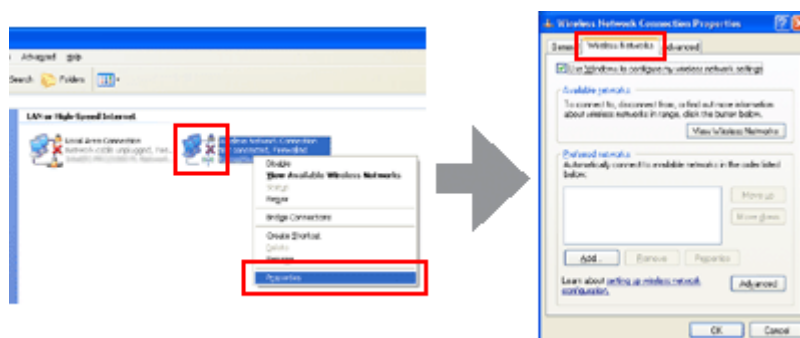 Advanced Help
Search Folders
LAN or High-Speed Internet
Local Area Connection
Network cable unplugged, Fire...
Wireless Network Connection
Not connected, Firewalled
Disable
View Available Wireless Networks
Status
Repair
Bridge Connections
Create Shortcut
Delete
Rename
Properties
Wireless Network Connection Properties
General Wireless Networks Advanced
Use Windows to configure my wireless network settings
Available networks
To connect to, disconnect from, or find out more information
about wireless networks in range, click the button below.
View Wireless Networks
Preferred networks
Automatically connect to available networks in the order listed
below:
Move up
Move down
Add... Remove Properties
Learn about setting up wireless network
configuration.
Advanced
OK Cancel